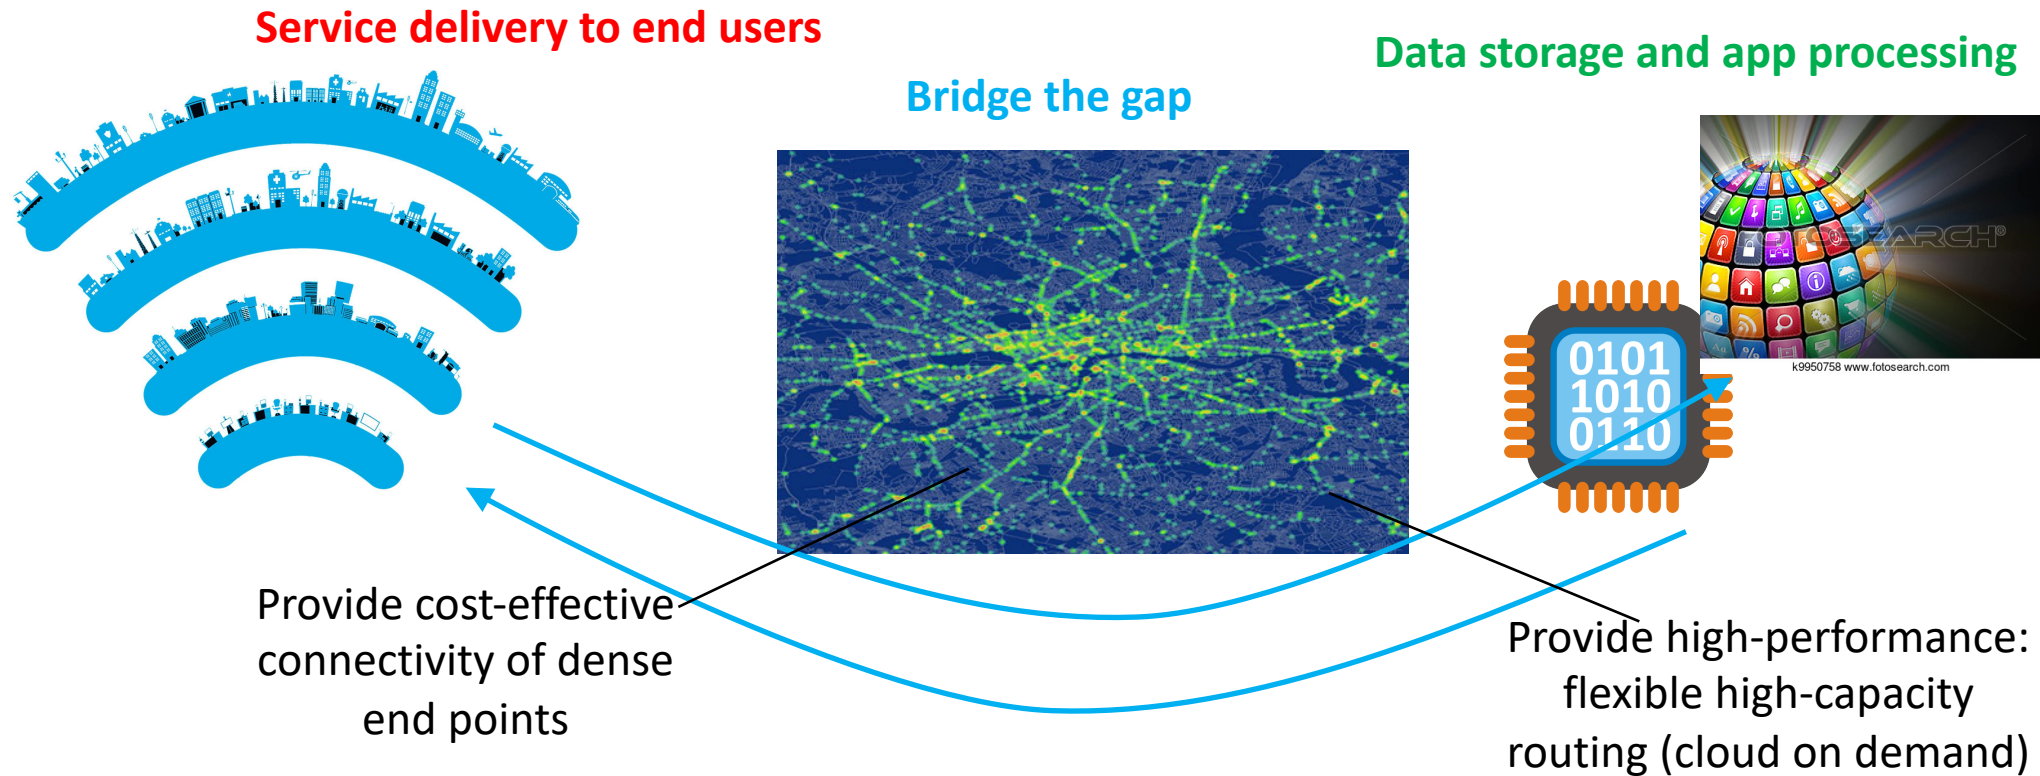 Service delivery to end users
Data storage and app processing
Bridge the gap
FOTOSEARCH®
k9950758 www.fotosearch.com
0101
1010
0110
Provide cost-effective
connectivity of dense
end points
Provide high-performance:
flexible high-capacity
routing (cloud on demand)